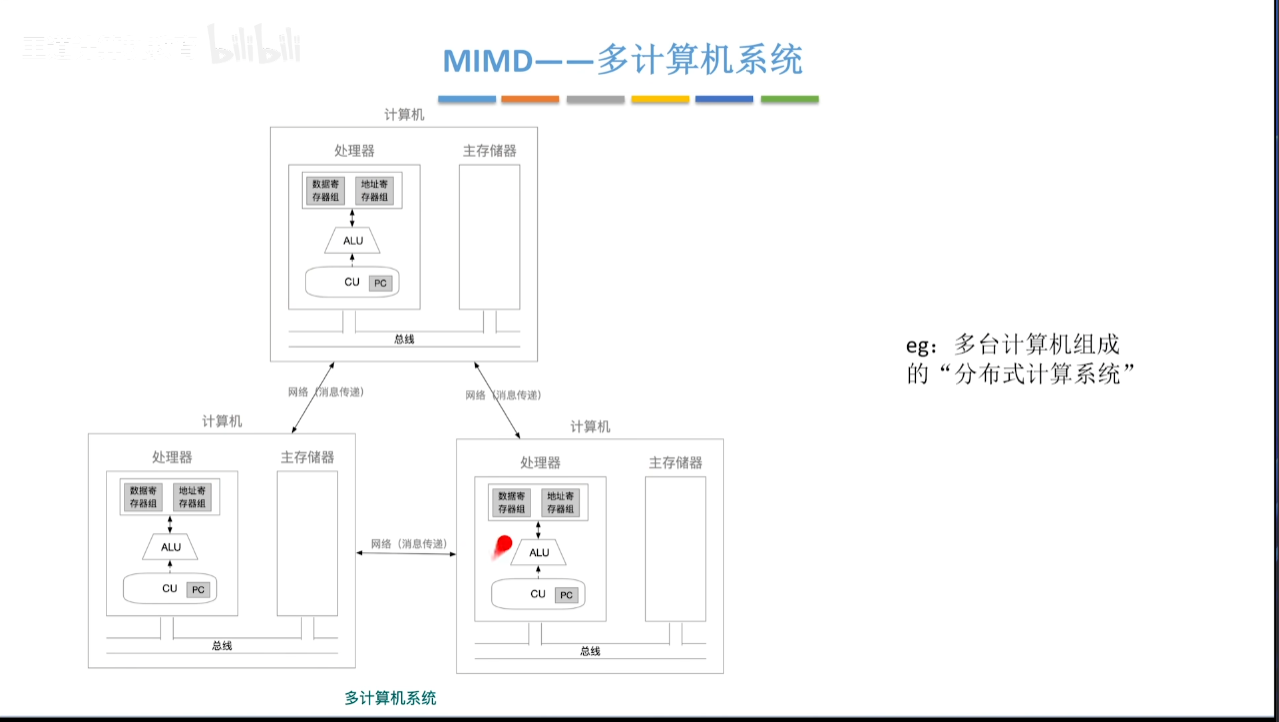 bilibili
MIMD——多计算机系统
计算机
处理器
主存储器
数据寄
存器组
地址寄
存器组
ALU
CU
PC
总线
网络（消息传递）
网络（消息传递）
eg：多台计算机组成
的“分布式计算系统”
计算机
处理器
主存储器
数据寄
存器组
地址寄
存器组
ALU
CU
PC
总线
网络（消息传递）
计算机
处理器
主存储器
数据寄
存器组
地址寄
存器组
ALU
CU
PC
总线
多计算机系统